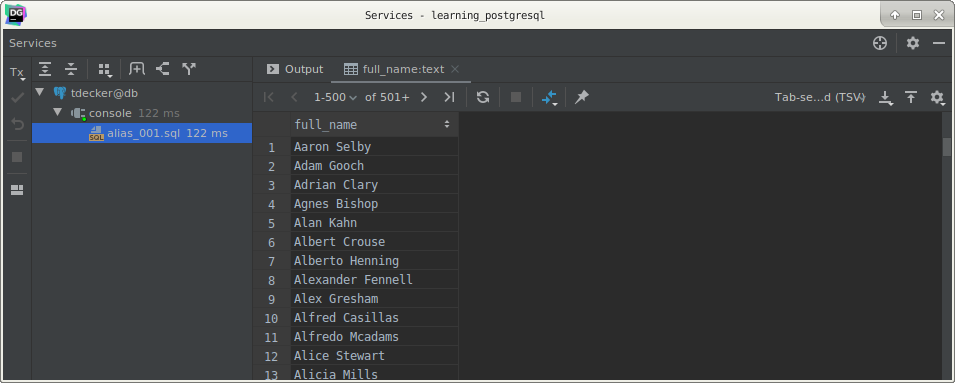 DG
Services - learning_postgresql
Services
Tx
tdecker@db
console 122 ms
SQL alias_001.sql 122 ms
Output full_name:text
1-500 of 501+ Tab-se...d (TSV)
full_name
1 Aaron Selby
2 Adam Gooch
3 Adrian Clary
4 Agnes Bishop
5 Alan Kahn
6 Albert Crouse
7 Alberto Henning
8 Alexander Fennell
9 Alex Gresham
10 Alfred Casillas
11 Alfredo Mcadams
12 Alice Stewart
13 Alicia Mills